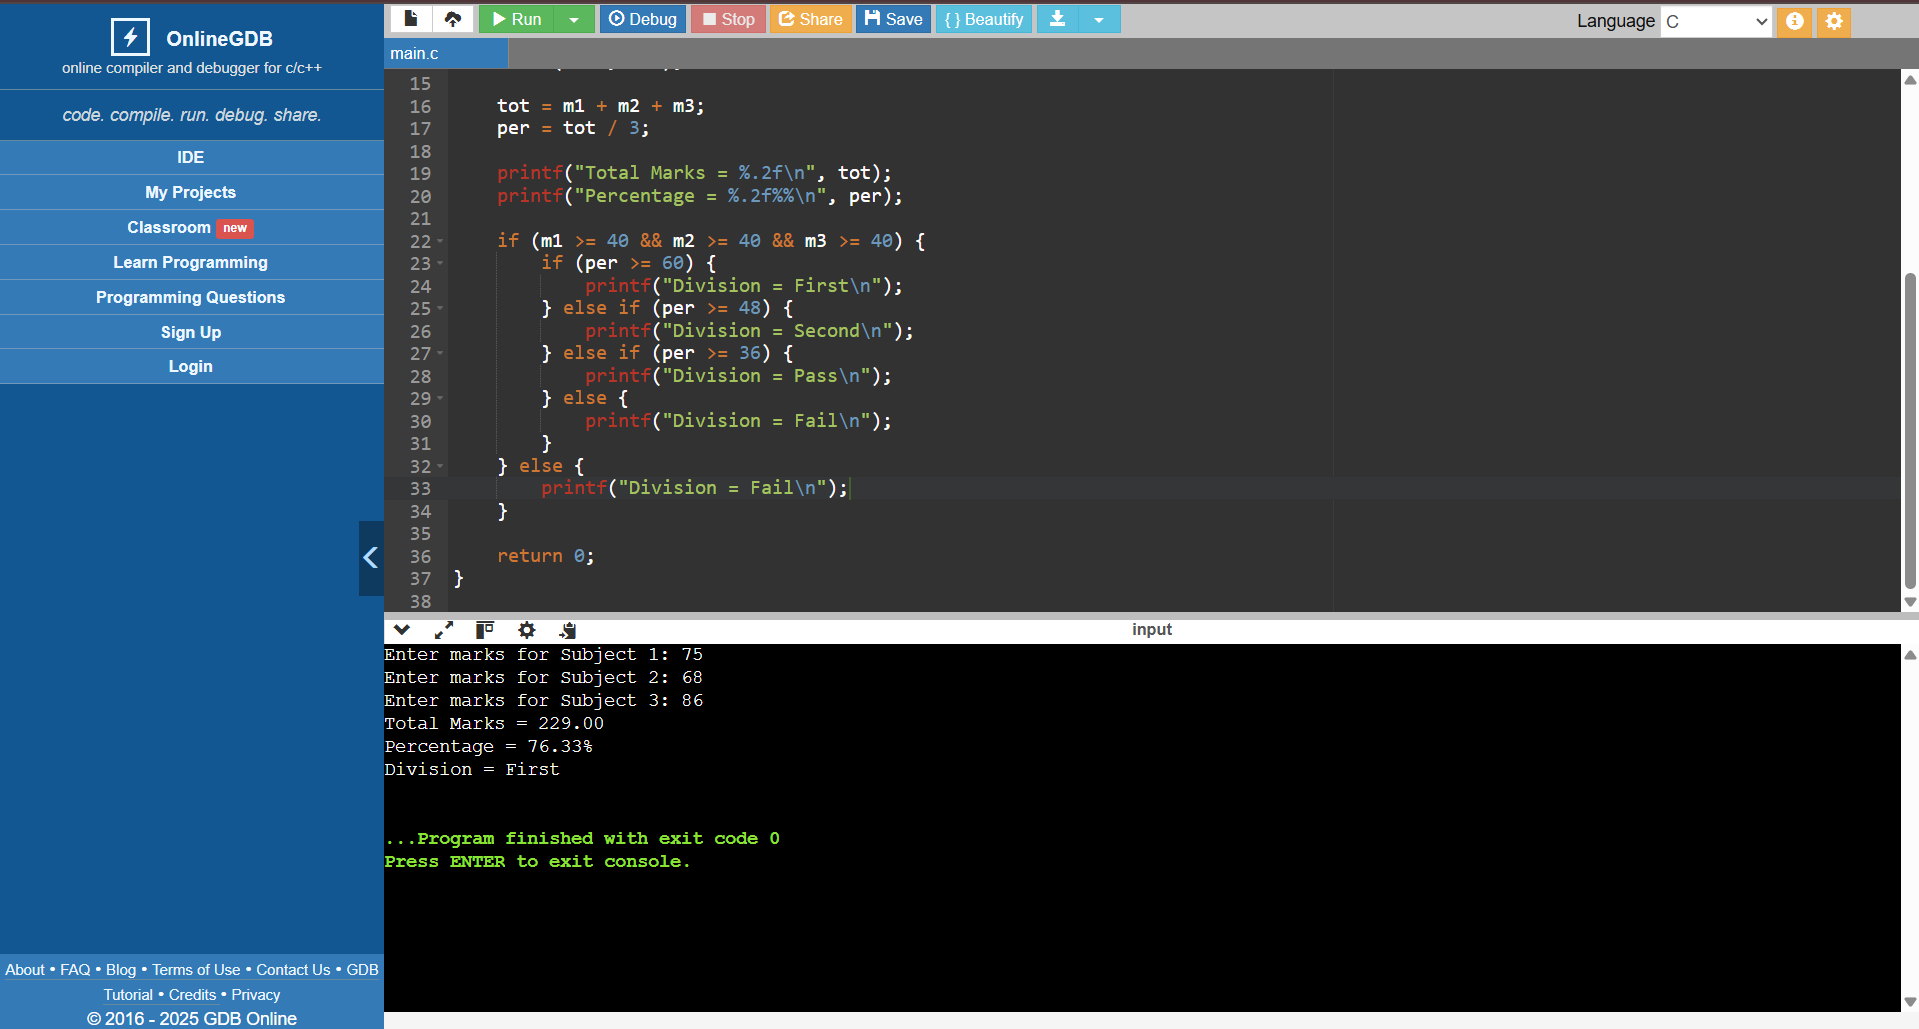 OnlineGDB
online compiler and debugger for c/c++
code. compile. run. debug. share.
IDE
My Projects
Classroom new
Learn Programming
Programming Questions
Sign Up
Login
About • FAQ • Blog • Terms of Use • Contact Us • GDB
Tutorial • Credits • Privacy
© 2016 - 2025 GDB Online
Run Debug Stop Share Save { } Beautify Language C
main.c
15
16 tot = m1 + m2 + m3;
17 per = tot / 3;
18
19 printf("Total Marks = %.2f\n", tot);
20 printf("Percentage = %.2f%%\n", per);
21
22 if (m1 >= 40 && m2 >= 40 && m3 >= 40) {
23 if (per >= 60) {
24 printf("Division = First\n");
25 } else if (per >= 48) {
26 printf("Division = Second\n");
27 } else if (per >= 36) {
28 printf("Division = Pass\n");
29 } else {
30 printf("Division = Fail\n");
31 }
32 } else {
33 printf("Division = Fail\n");
34 }
35
36 return 0;
37 }
38
input
Enter marks for Subject 1: 75
Enter marks for Subject 2: 68
Enter marks for Subject 3: 86
Total Marks = 229.00
Percentage = 76.33%
Division = First
...Program finished with exit code 0
Press ENTER to exit console.